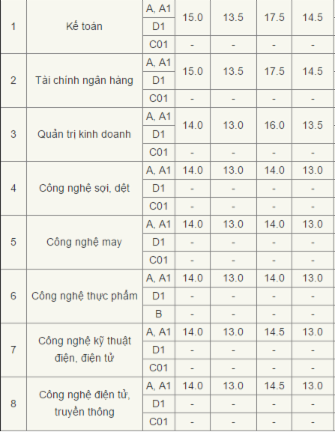 1 Kế toán A, A1 15.0 13.5 17.5 14.5
D1
C01 - - - -
2 Tài chính ngân hàng A, A1 15.0 13.5 17.5 14.5
D1
C01 - - - -
3 Quản trị kinh doanh A, A1 14.0 13.0 16.0 13.5
D1
C01 - - - -
4 Công nghệ sợi, dệt A, A1 14.0 13.0 14.0 13.0
D1 - - - -
C01 - - - -
5 Công nghệ may A, A1 14.0 13.0 14.0 13.0
D1 - - - -
C01 - - - -
6 Công nghệ thực phẩm A, A1 14.0 13.0 14.0 13.0
D1 - - - -
B - - - -
7 Công nghệ kỹ thuật điện, điện tử A, A1 14.0 13.0 14.5 13.0
D1 - - - -
C01 - - - -
8 Công nghệ điện tử, truyền thông A, A1 14.0 13.0 14.5 13.0
D1 - - - -
C01 - - - -